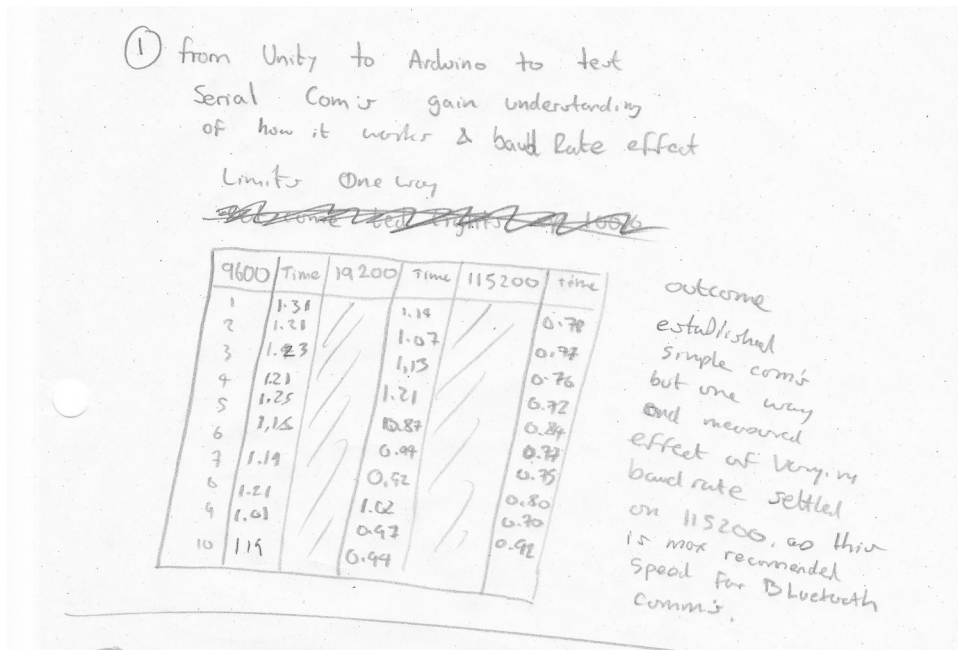 ① from Unity to Arduino to test
Serial Com's gain understanding
of how it works & baud Rate effect
Limits One way
9600 Time 19200 Time 115200 Time
1 1.31 1.19 0.78
2 1.21 1.07 0.77
3 1.23 1,13 0.76
4 1.21 1.21 0.72
5 1.25 0.87 0.84
6 1,15 0.99 0.77
7 1.19 0,92 0.75
8 1.21 1.02 0.80
9 1.01 0.97 0.70
10 119 0.99 0.92
outcome
established
simple com's
but one way
and measured
effect of Varying
baud rate settled
on 115200, as this
is max recomended
Speed for Bluetooth
Comm's.